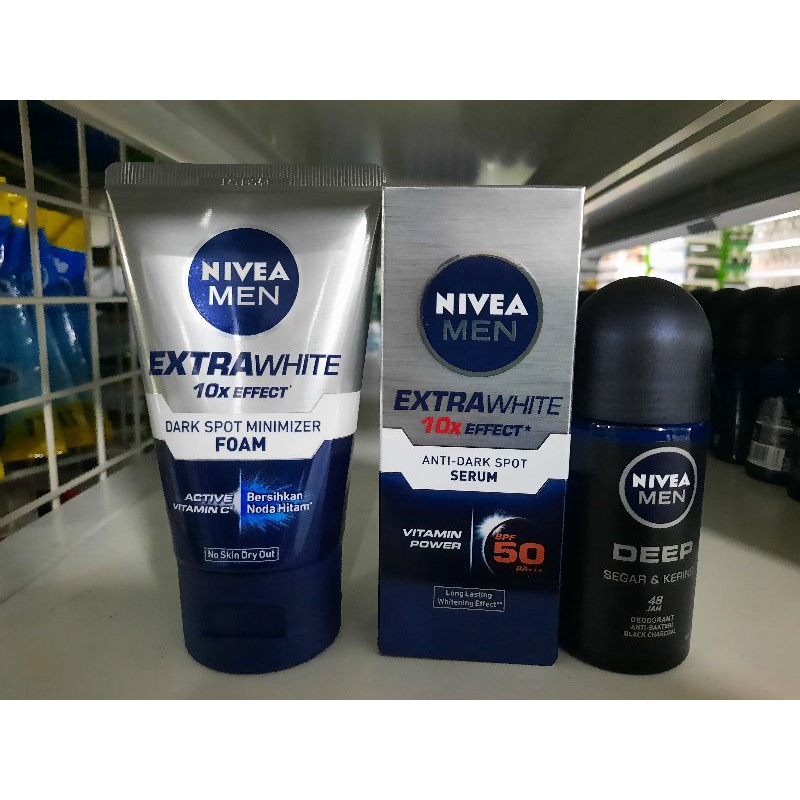 NIVEA
MEN
EXTRAWHITE
10x EFFECT
DARK SPOT MINIMIZER
FOAM
ACTIVE
VITAMIN C
Bersihkan
Noda Hitam*
No Skin Dry Out
NIVEA
MEN
EXTRAWHITE
10x EFFECT*
ANTI-DARK SPOT
SERUM
VITAMIN
POWER
SPF
50
PA+++
Long Lasting
Whitening Effect**
NIVEA
MEN
DEEP
SEGAR & KERING
48
JAM
DEODORANT
ANTI-BAKTERI
BLACK CHARCOAL